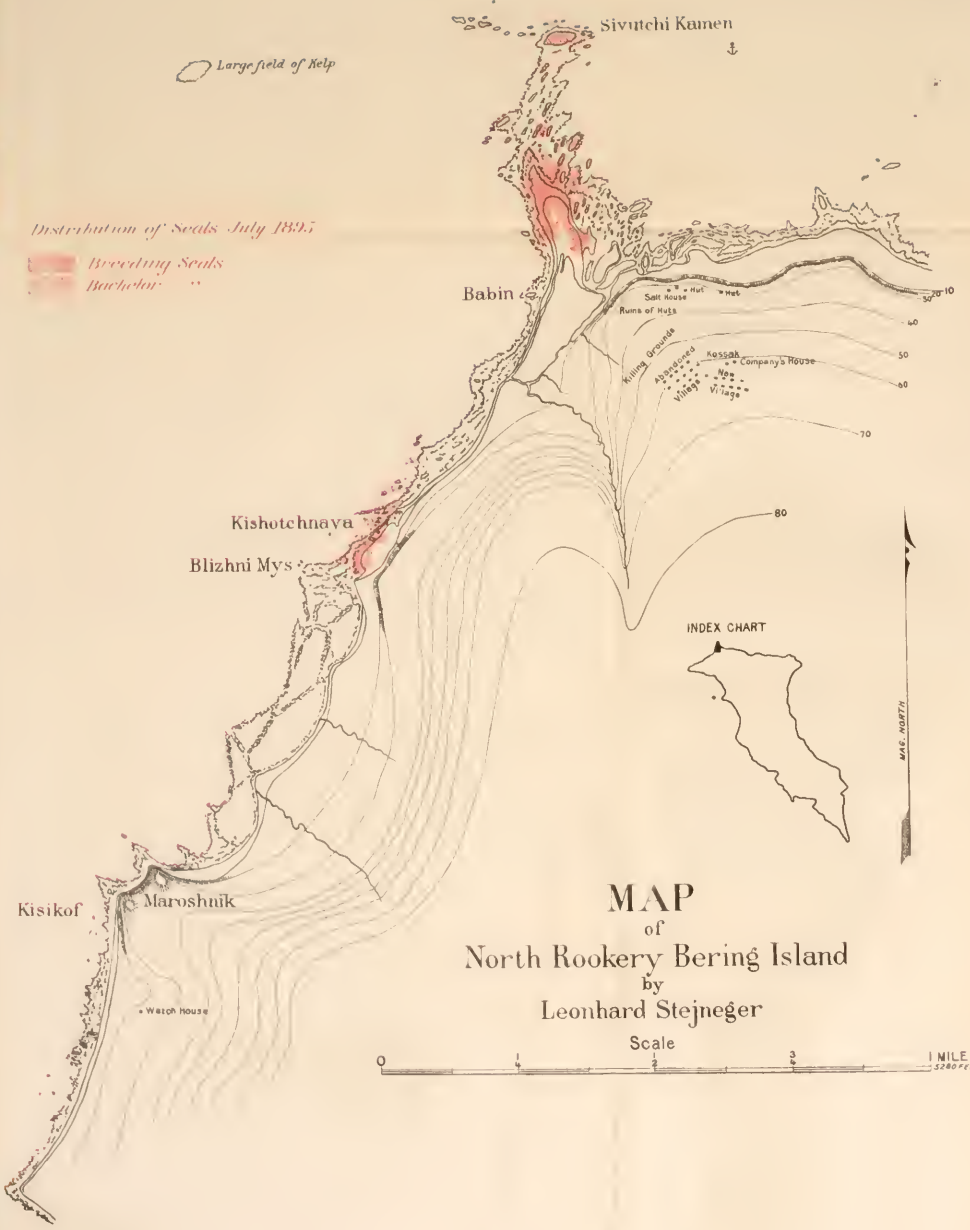 Sivutchi Kamen
Large field of Kelp
Distribution of Seals July 1895
Breeding Seals
Bachelor "
Babin
Salt House
Hut
Hut
Ruins of Huts
10
20
30
40
50
60
70
80
Killing Grounds
Abandoned
Village
Kossak
Company's House
New
Village
Kishotchnaya
Blizhni Mys
INDEX CHART
MAG. NORTH
Kisikof
Maroshnik
Watch House
MAP
of
North Rookery Bering Island
by
Leonhard Stejneger
Scale
0
1
4
1
2
3
4
1 MILE
5280 FE